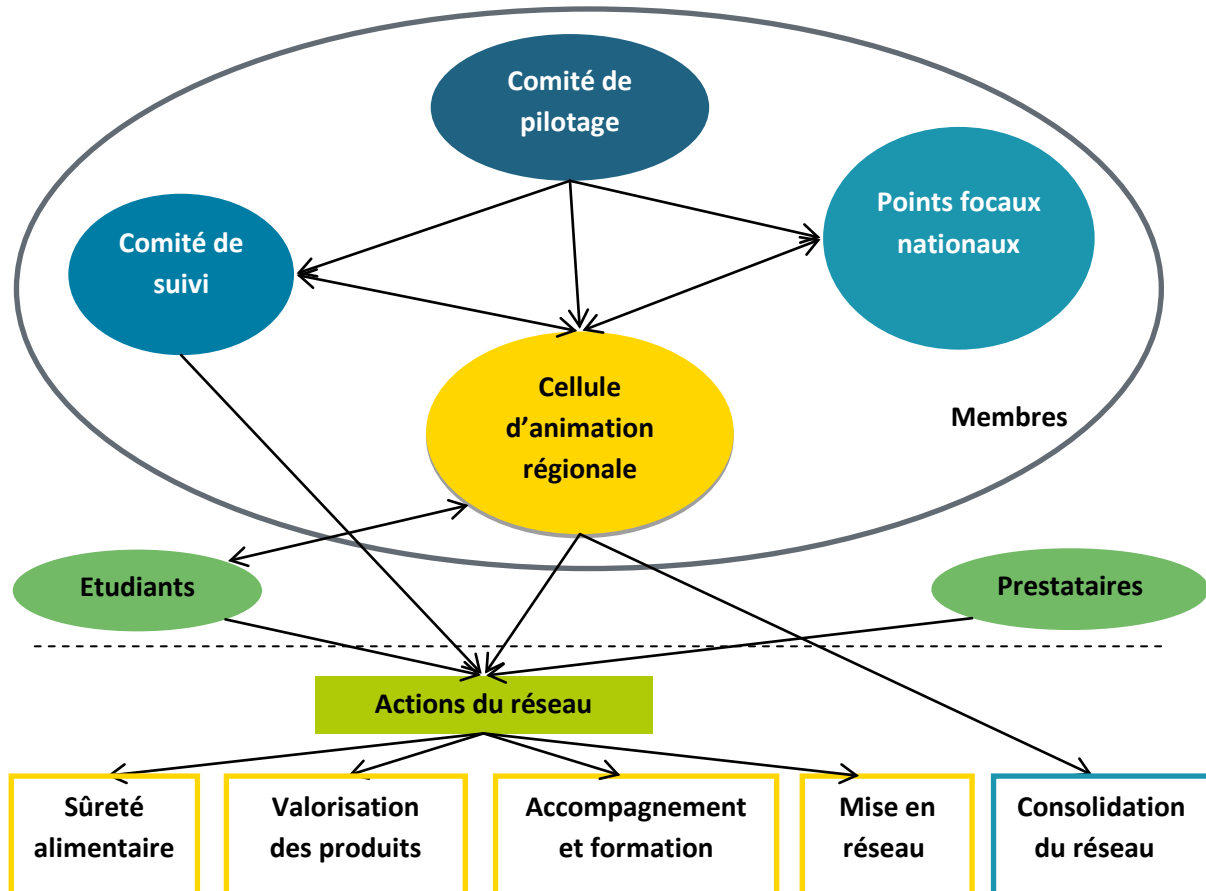 Comité de
pilotage
Points focaux
nationaux
Comité de
suivi
Cellule
d’animation
régionale
Membres
Etudiants
Prestataires
Actions du réseau
Sûreté
alimentaire
Valorisation
des produits
Accompagnement
et formation
Mise en
réseau
Consolidation
du réseau